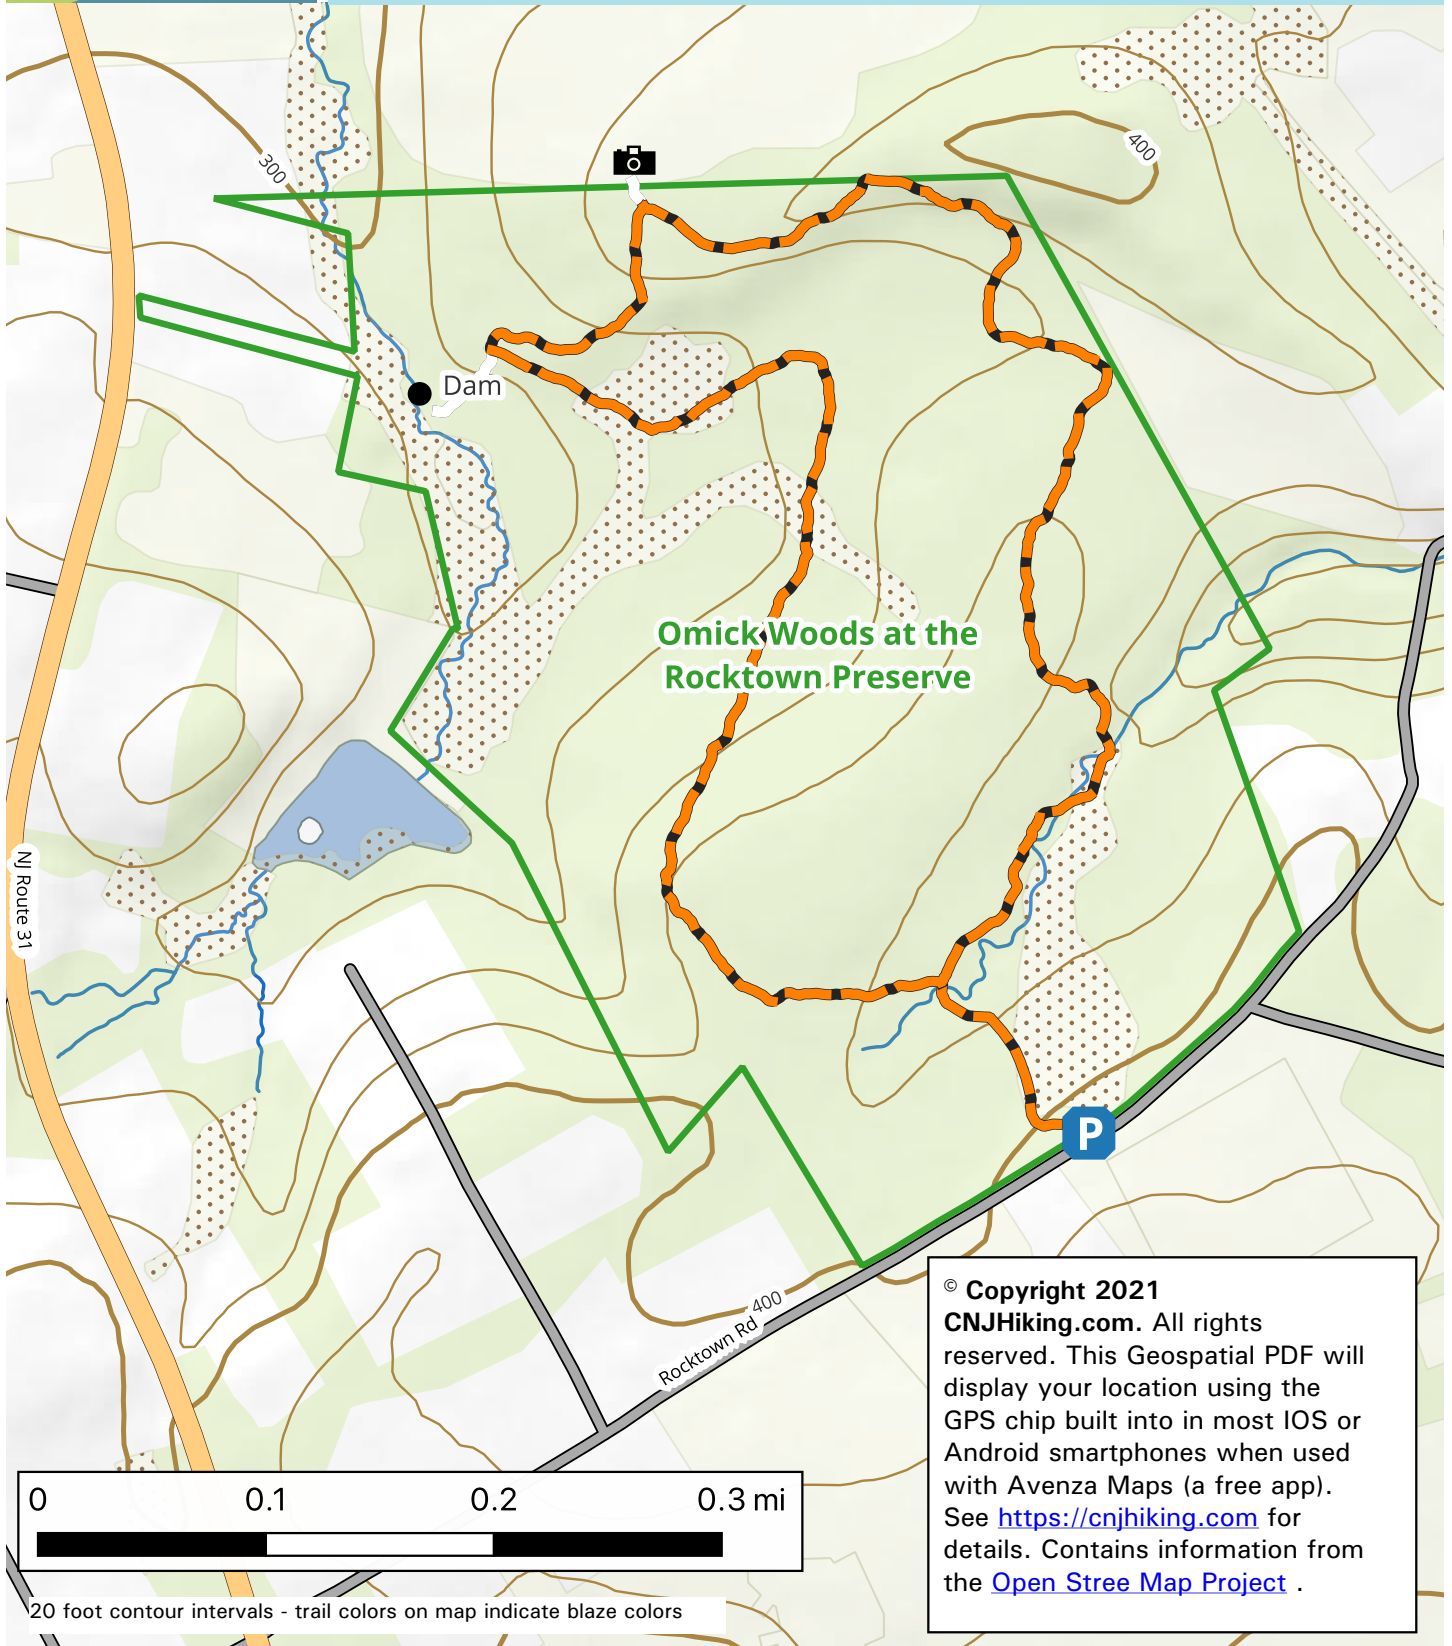 300
400
Dam
Omick Woods at the
Rocktown Preserve
NJ Route 31
P
400
Rocktown Rd
© Copyright 2021
CNJHiking.com. All rights
reserved. This Geospatial PDF will
display your location using the
GPS chip built into in most IOS or
Android smartphones when used
with Avenza Maps (a free app).
See https://cnjhiking.com for
details. Contains information from
the Open Stree Map Project .
0 0.1 0.2 0.3 mi
20 foot contour intervals - trail colors on map indicate blaze colors